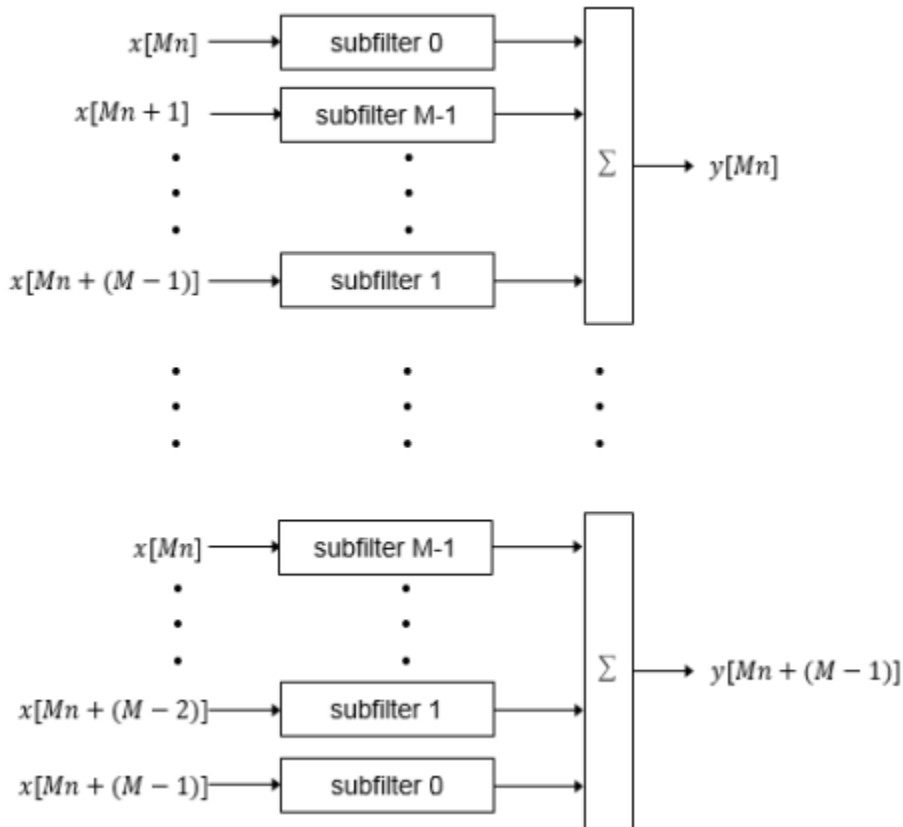 x[Mn] subfilter 0
x[Mn + 1] subfilter M-1
Σ y[Mn]
x[Mn + (M − 1)] subfilter 1
x[Mn] subfilter M-1
Σ y[Mn + (M − 1)]
x[Mn + (M − 2)] subfilter 1
x[Mn + (M − 1)] subfilter 0